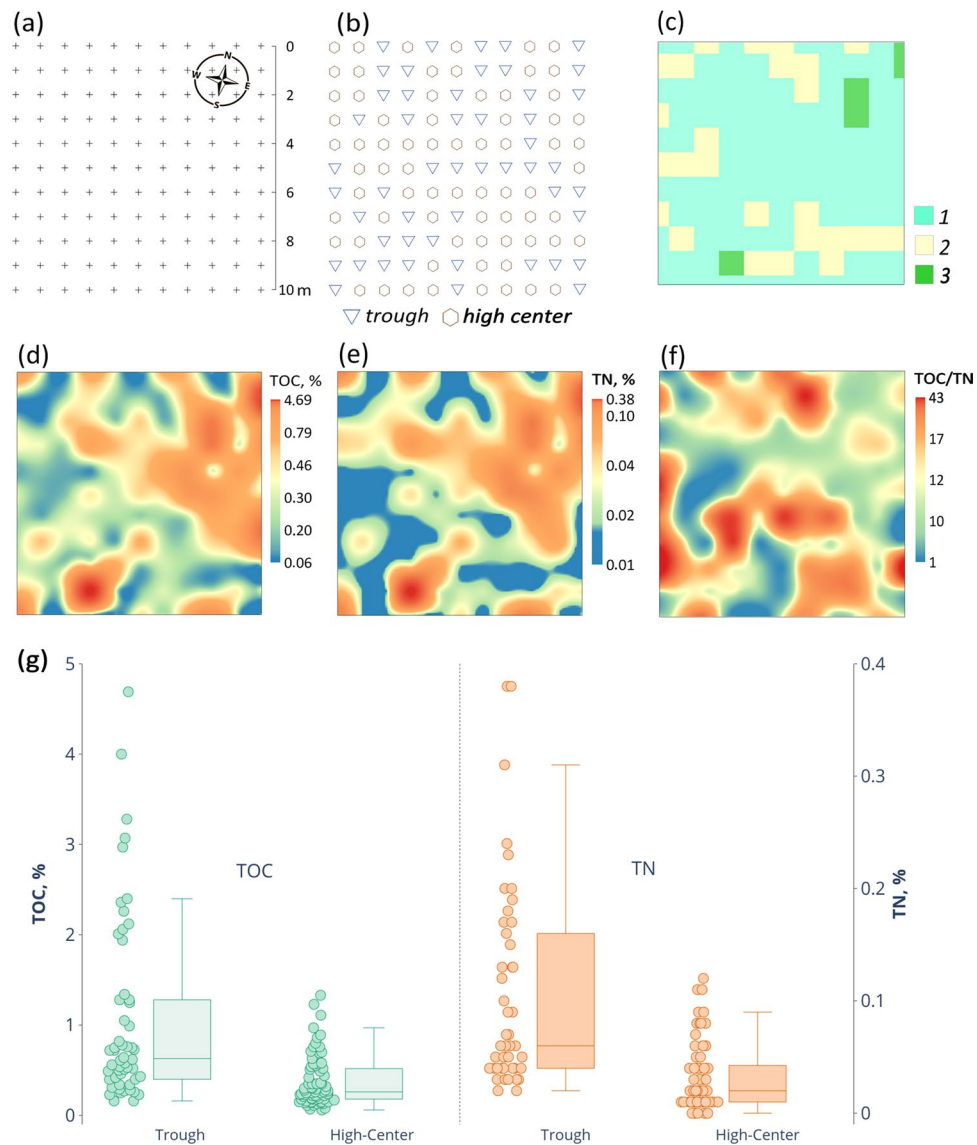 (a)
N
W
E
S
0
2
4
6
8
10 m
(b)
trough
high center
(c)
1
2
3
(d)
TOC, %
4.69
0.79
0.46
0.30
0.20
0.06
(e)
TN, %
0.38
0.10
0.04
0.02
0.01
(f)
TOC/TN
43
17
12
10
1
(g)
5
4
3
2
1
0
TOC, %
TOC
TN
0.4
0.3
0.2
0.1
0
TN, %
Trough
High-Center
Trough
High-Center